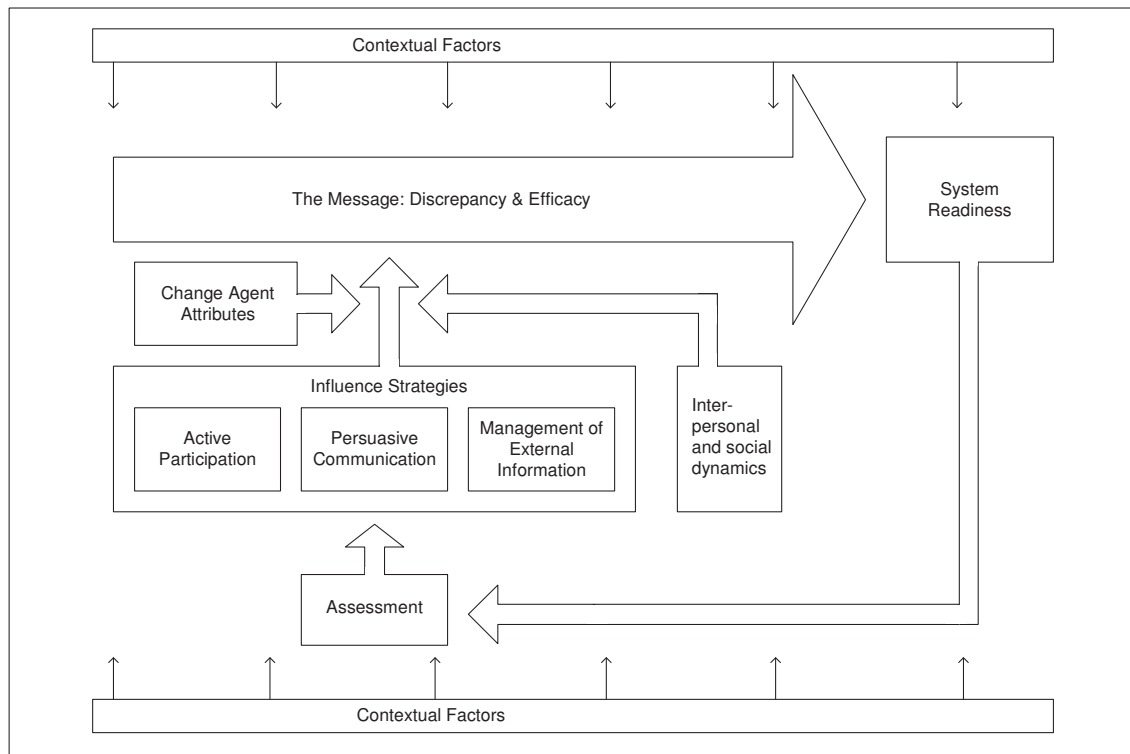 Contextual Factors
The Message: Discrepancy & Efficacy
System
Readiness
Change Agent
Attributes
Influence Strategies
Active
Participation
Persuasive
Communication
Management of
External
Information
Inter-
personal
and social
dynamics
Assessment
Contextual Factors